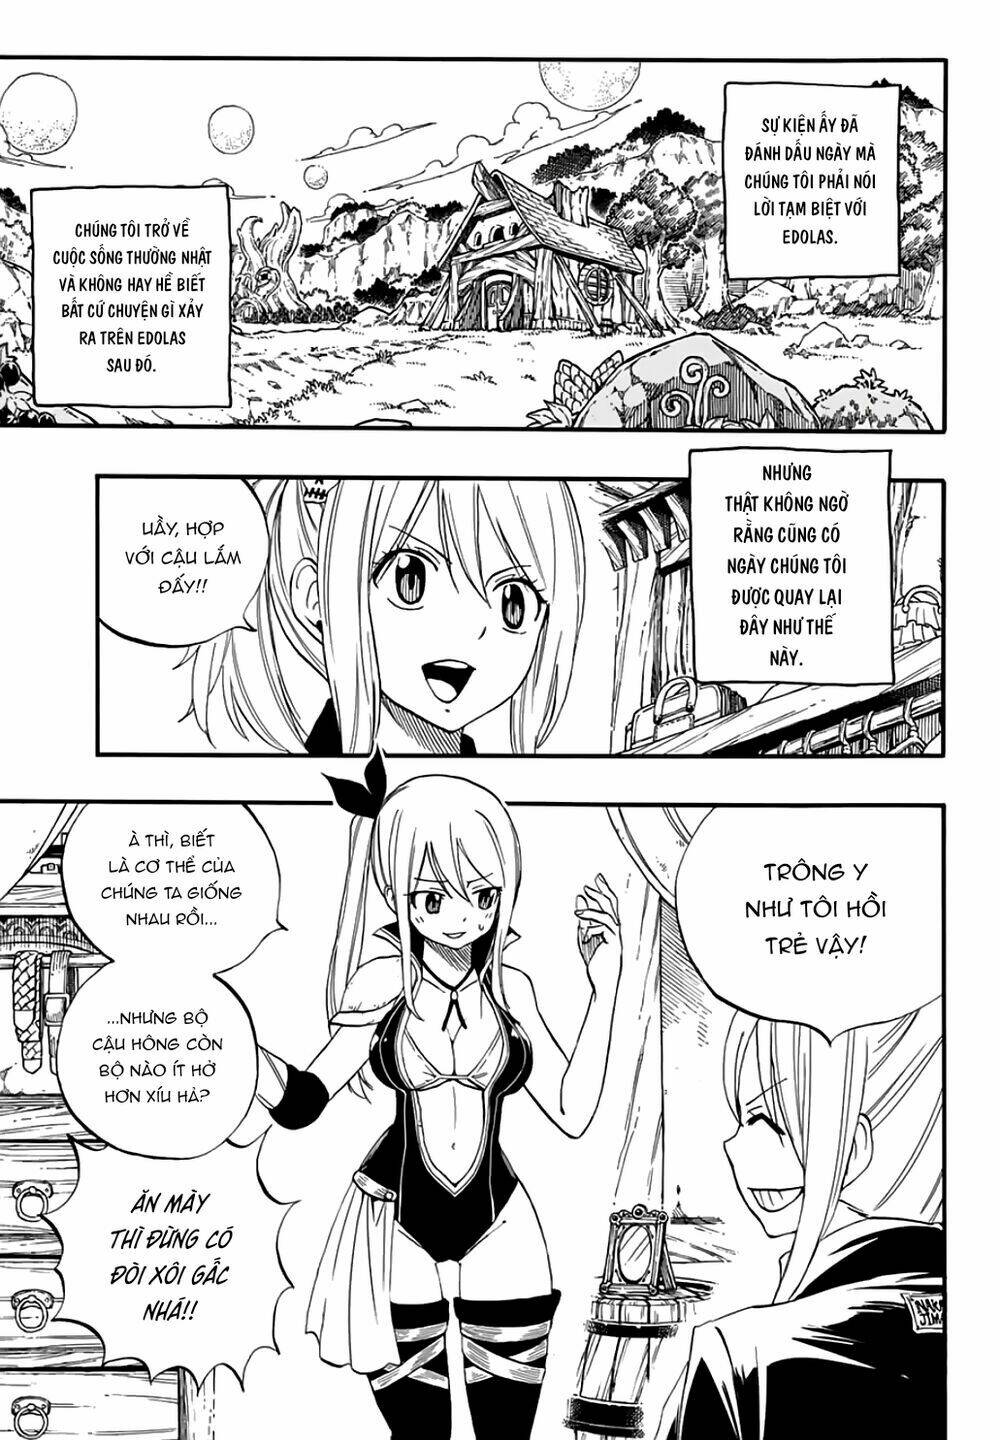 SỰ KIỆN ẤY ĐÃ
ĐÁNH DẤU NGÀY MÀ
CHÚNG TÔI PHẢI NÓI
LỜI TẠM BIỆT VỚI
EDOLAS.
CHÚNG TÔI TRỞ VỀ
CUỘC SỐNG THƯỜNG NHẬT
VÀ KHÔNG HAY HỀ BIẾT
BẤT CỨ CHUYỆN GÌ XẢY
RA TRÊN EDOLAS
SAU ĐÓ.
NHƯNG
THẬT KHÔNG NGỜ
RẰNG CŨNG CÓ
NGÀY CHÚNG TÔI
ĐƯỢC QUAY LẠI
ĐÂY NHƯ THẾ
NÀY.
UẦY, HỢP
VỚI CẬU LẮM
ĐẤY!!
TRÔNG Y
NHƯ TÔI HỒI
TRẺ VẬY!
À THÌ, BIẾT
LÀ CƠ THỂ CỦA
CHÚNG TA GIỐNG
NHAU RỒI...
...NHƯNG BỘ
CẬU HÔNG CÒN
BỘ NÀO ÍT HỞ
HƠN XÍU HẢ?
ĂN MÀY
THÌ ĐỪNG CÓ
ĐÒI XÔI GẤC
NHÁ!!
NAKA
JIMA